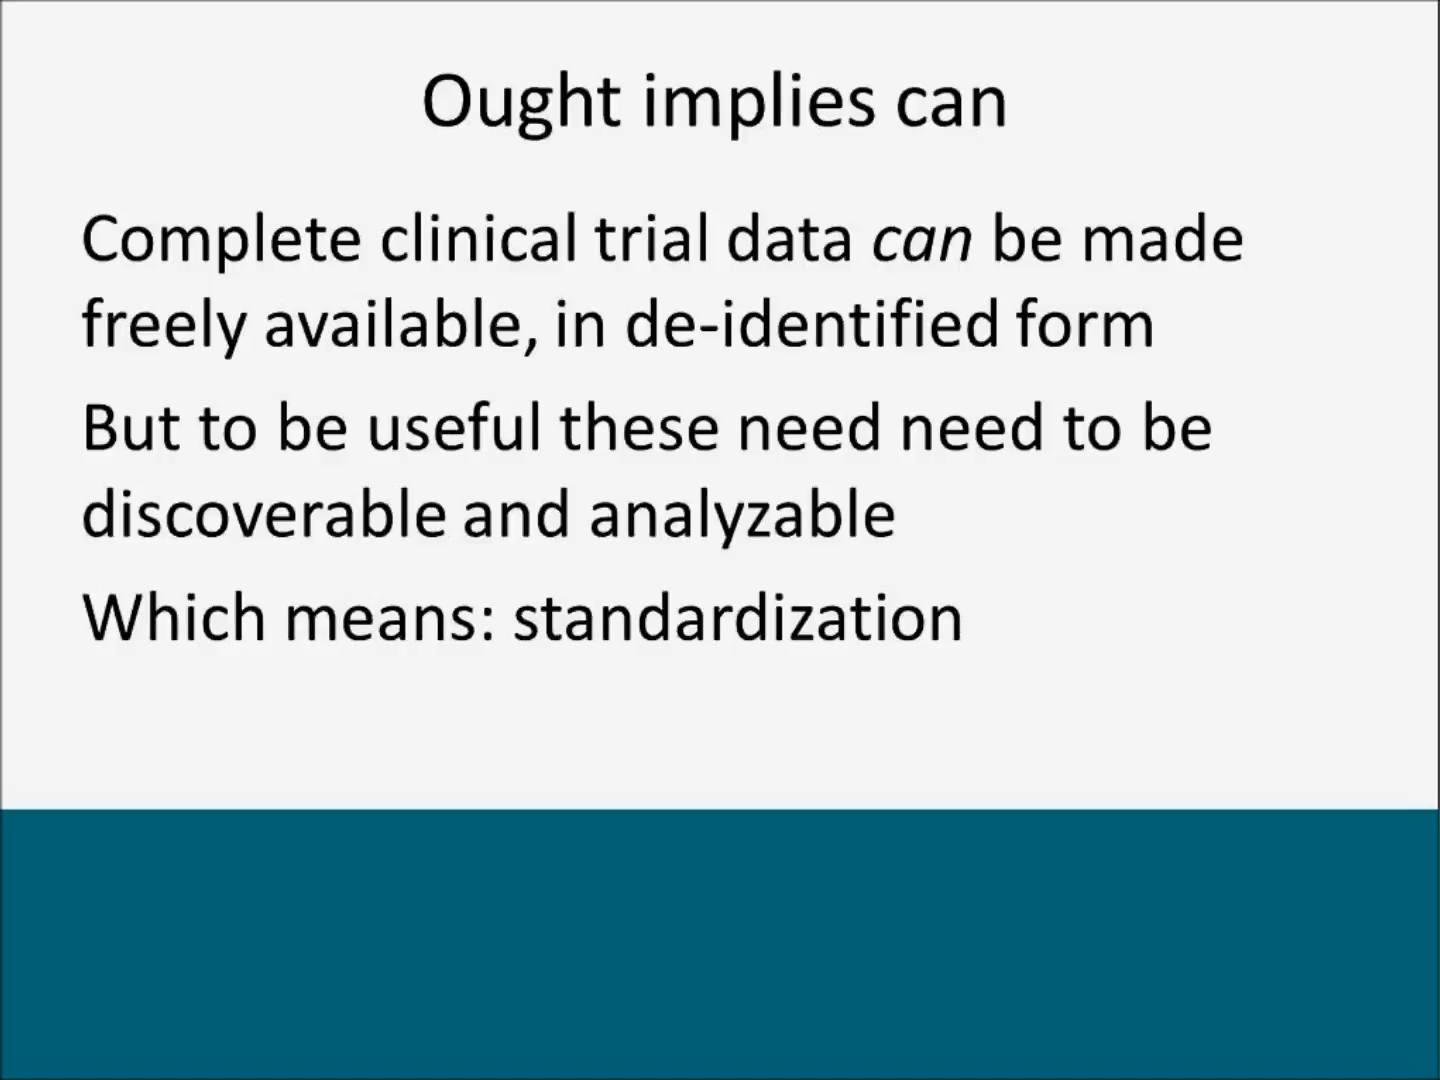 Ought implies can
Complete clinical trial data can be made
freely available, in de-identified form
But to be useful these need need to be
discoverable and analyzable
Which means: standardization